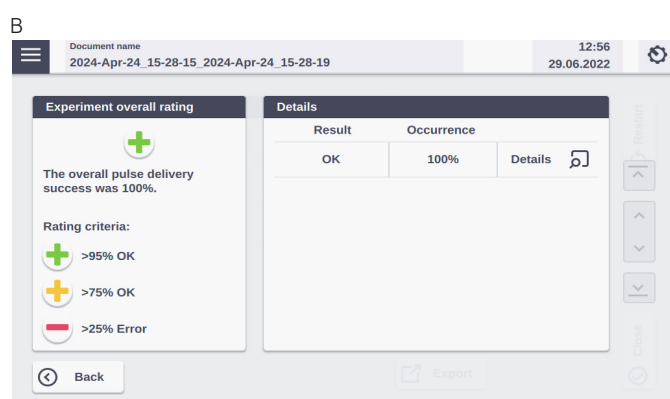 B
Document name
2024-Apr-24_15-28-15_2024-Apr-24_15-28-19
12:56
29.06.2022
Experiment overall rating
The overall pulse delivery
success was 100%.
Rating criteria:
>95% OK
>75% OK
>25% Error
Details
Result Occurrence
OK 100% Details
Restart
Close
Back
Export